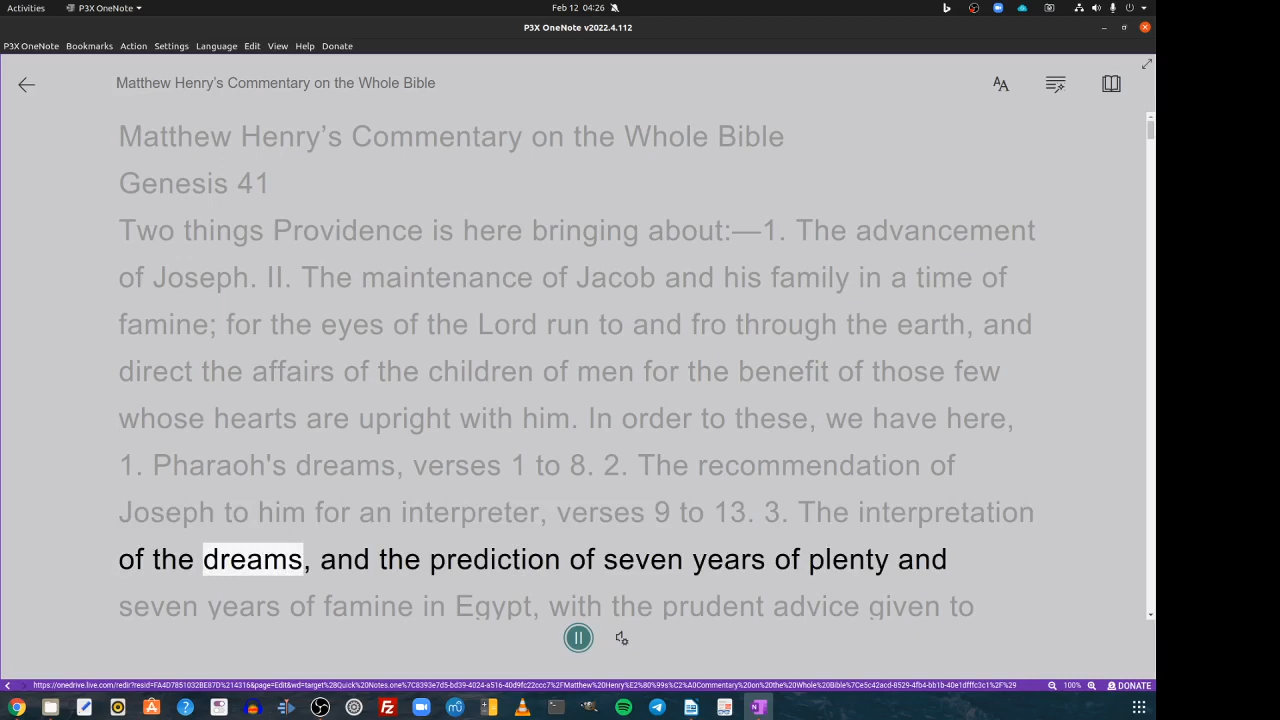 Activities
P3X OneNote
Feb 12 04:26
P3X OneNote v2022.4.112
P3X OneNote Bookmarks Action Settings Language Edit View Help Donate
Matthew Henry’s Commentary on the Whole Bible
Matthew Henry’s Commentary on the Whole Bible
Genesis 41
Two things Providence is here bringing about:—1. The advancement
of Joseph. II. The maintenance of Jacob and his family in a time of
famine; for the eyes of the Lord run to and fro through the earth, and
direct the affairs of the children of men for the benefit of those few
whose hearts are upright with him. In order to these, we have here,
1. Pharaoh's dreams, verses 1 to 8. 2. The recommendation of
Joseph to him for an interpreter, verses 9 to 13. 3. The interpretation
of the dreams, and the prediction of seven years of plenty and
seven years of famine in Egypt, with the prudent advice given to
100% DONATE